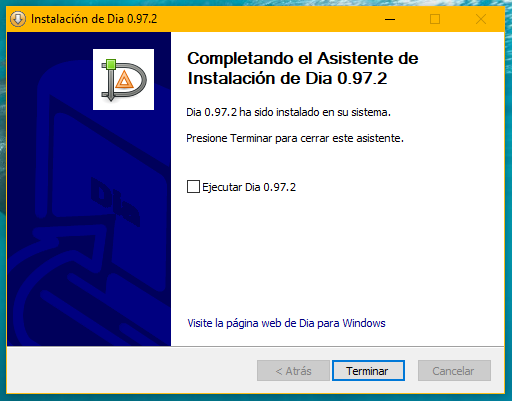 Instalación de Dia 0.97.2
Completando el Asistente de
Instalación de Dia 0.97.2
Dia 0.97.2 ha sido instalado en su sistema.
Presione Terminar para cerrar este asistente.
Ejecutar Dia 0.97.2
Dia
Visite la página web de Dia para Windows
< Atrás
Terminar
Cancelar